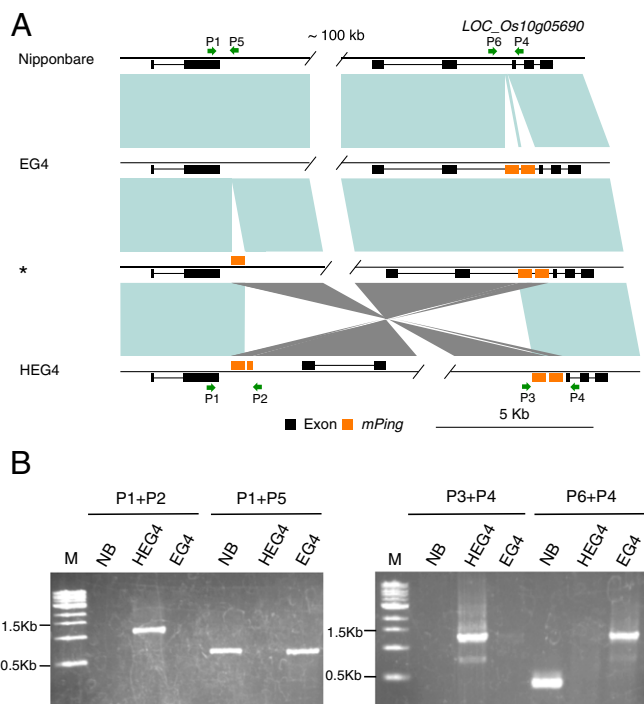 A
~ 100 kb
LOC_Os10g05690
P1 P5
P6 P4
Nipponbare
EG4
*
HEG4
P1 P2
P3 P4
Exon mPing
5 Kb
B
P1+P2 P1+P5
M NB HEG4 EG4 NB HEG4 EG4
1.5Kb
0.5Kb
P3+P4 P6+P4
M NB HEG4 EG4 NB HEG4 EG4
1.5Kb
0.5Kb